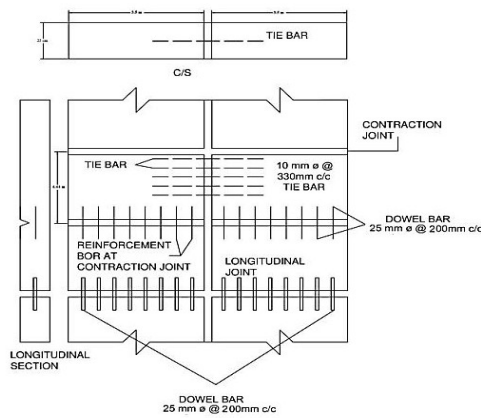 TIE BAR
C/S
CONTRACTION
JOINT
TIE BAR
10 mm ø @
330mm c/c
TIE BAR
DOWEL BAR
25 mm ø @ 200mm c/c
REINFORCEMENT
BOR AT
CONTRACTION JOINT
LONGITUDINAL
JOINT
LONGITUDINAL
SECTION
DOWEL BAR
25 mm ø @ 200mm c/c